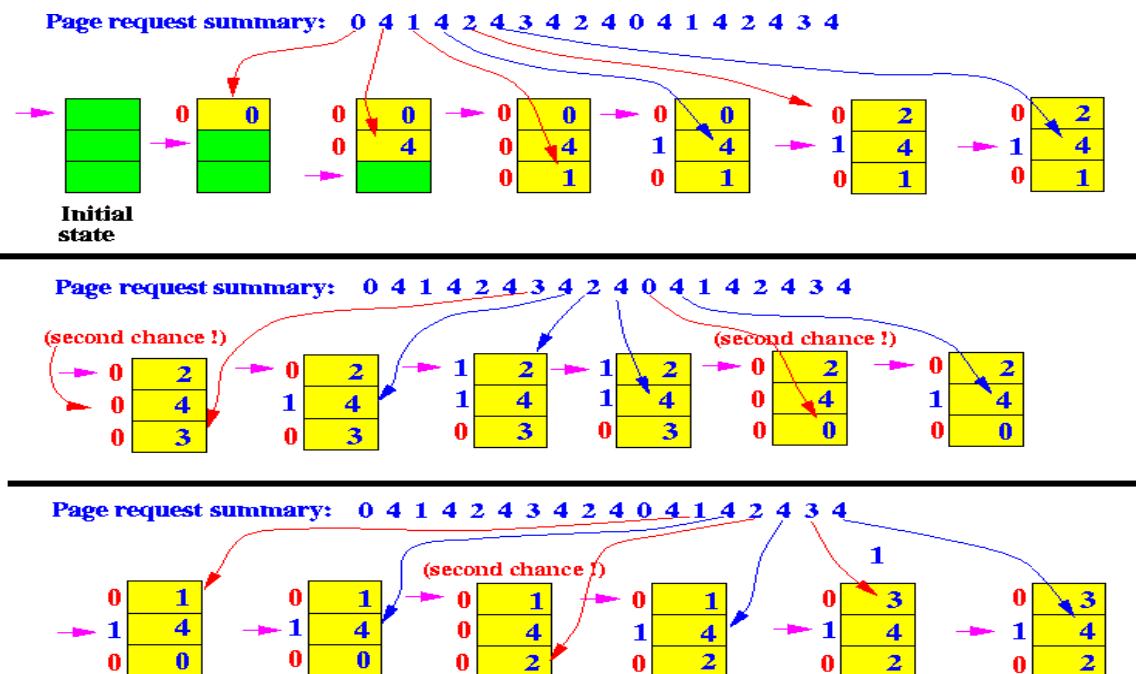 Page request summary: 0 4 1 4 2 4 3 4 2 4 0 4 1 4 2 4 3 4
0 0 0 0 0 0 0 2 0 2
0 4 0 4 1 4 1 4 1 4
0 1 0 1 0 1 0 1
Initial
state
Page request summary: 0 4 1 4 2 4 3 4 2 4 0 4 1 4 2 4 3 4
(second chance !) (second chance !)
0 2 0 2 1 2 1 2 0 2 0 2
0 4 1 4 1 4 1 4 0 4 1 4
0 3 0 3 0 3 0 3 0 0 0 0
Page request summary: 0 4 1 4 2 4 3 4 2 4 0 4 1 4 2 4 3 4
1
(second chance !)
0 1 0 1 0 1 0 1 0 3 0 3
1 4 1 4 0 4 1 4 1 4 1 4
0 0 0 0 0 2 0 2 0 2 0 2